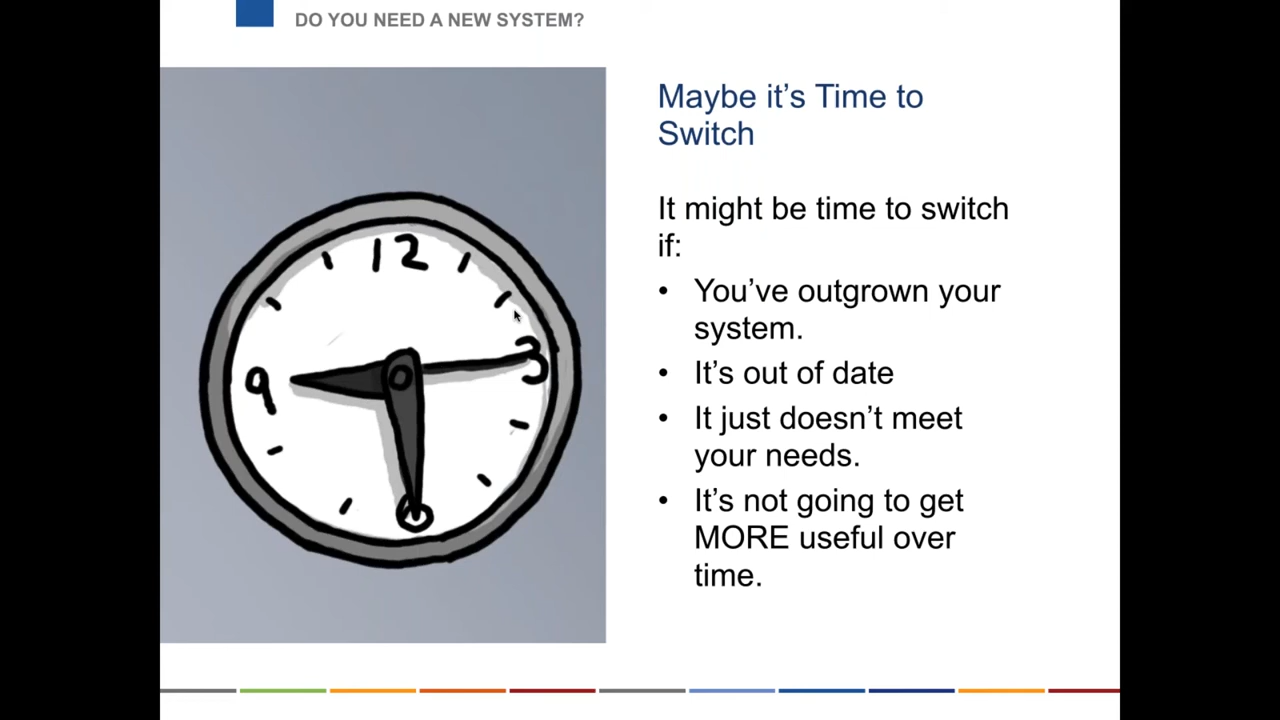 DO YOU NEED A NEW SYSTEM?
Maybe it's Time to
Switch
It might be time to switch
if:
• You've outgrown your
system.
• It's out of date
• It just doesn't meet
your needs.
• It's not going to get
MORE useful over
time.
12
9
3